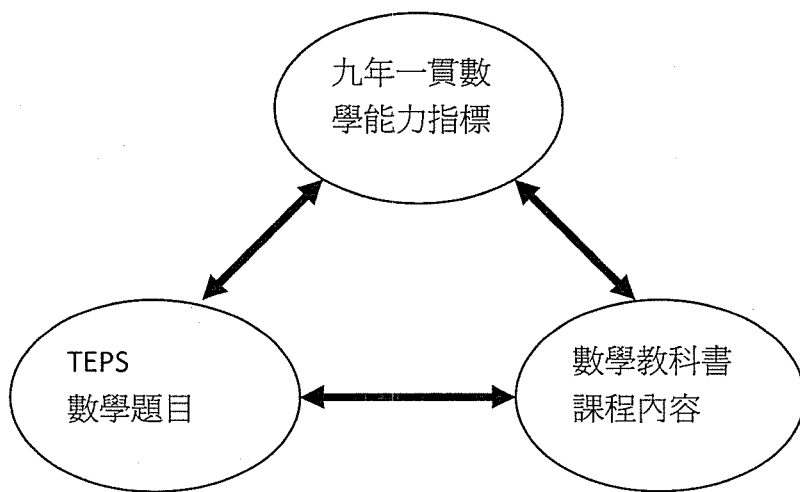 九年一貫數
學能力指標
TEPS
數學題目
數學教科書
課程內容